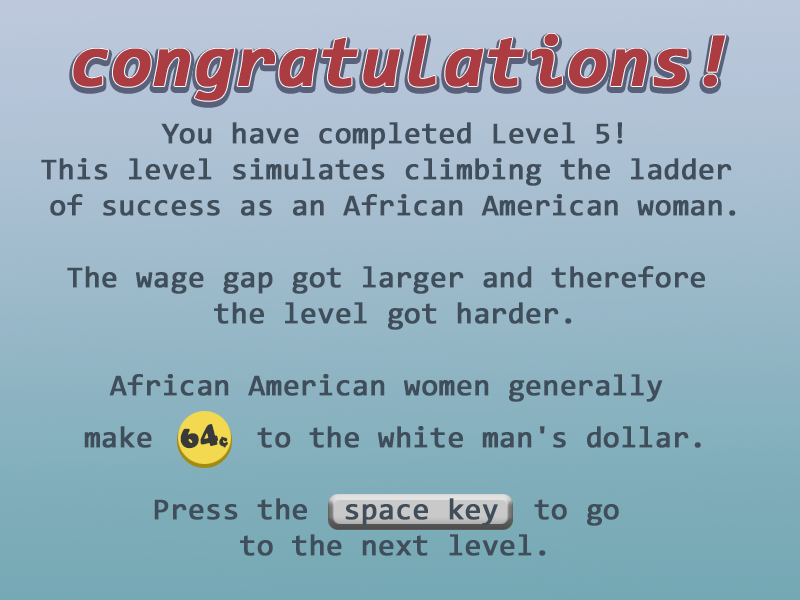 congratulations!
You have completed Level 5!
This level simulates climbing the ladder
of success as an African American woman.
The wage gap got larger and therefore
the level got harder.
African American women generally
make 64¢ to the white man's dollar.
Press the space key to go
to the next level.